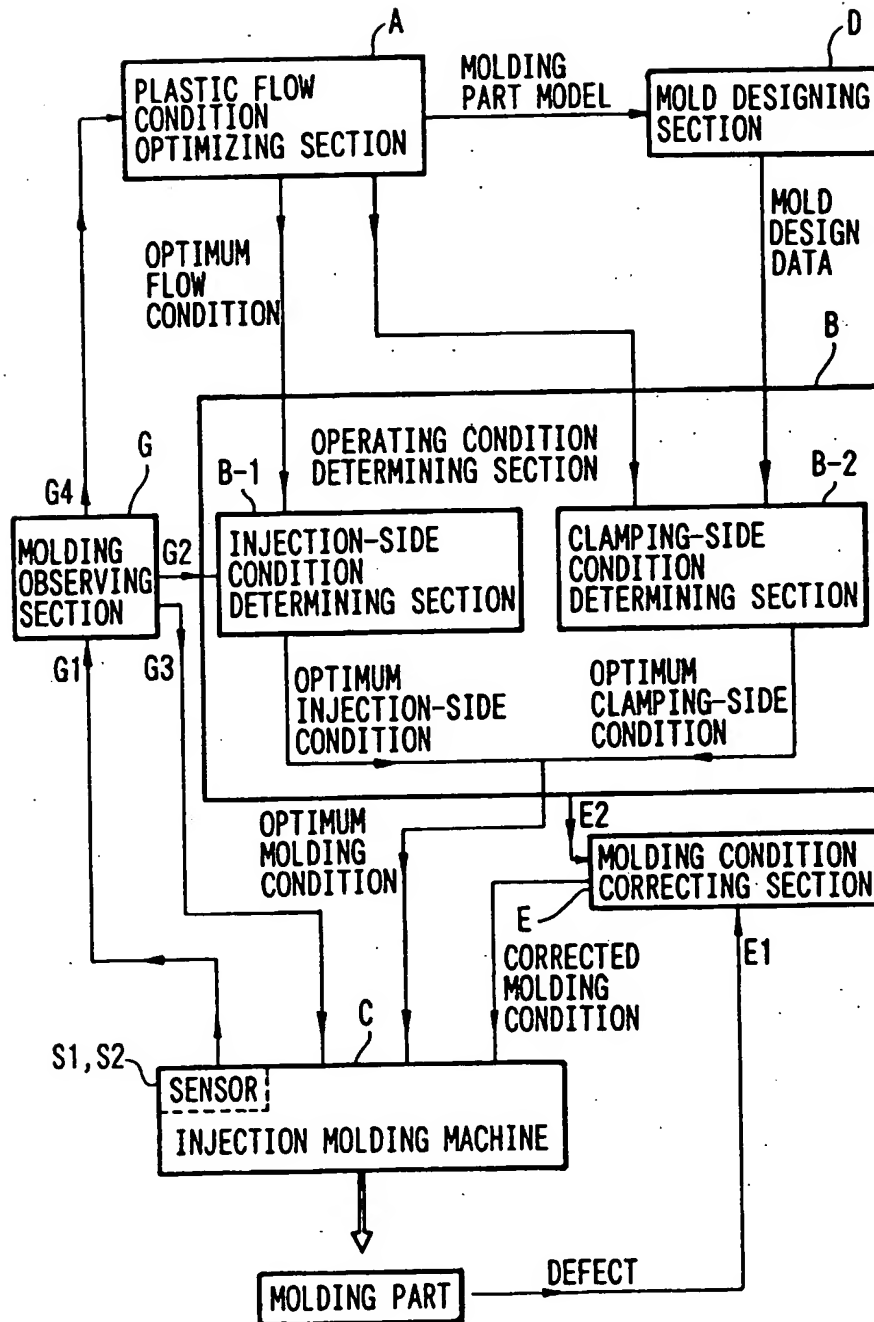 A
D
PLASTIC FLOW
CONDITION
OPTIMIZING SECTION
MOLDING
PART MODEL
MOLD DESIGNING
SECTION
OPTIMUM
FLOW
CONDITION
MOLD
DESIGN
DATA
B
G
G4
OPERATING CONDITION
DETERMINING SECTION
B-1
B-2
MOLDING
OBSERVING
SECTION
G2
INJECTION-SIDE
CONDITION
DETERMINING SECTION
CLAMPING-SIDE
CONDITION
DETERMINING SECTION
G1
G3
OPTIMUM
INJECTION-SIDE
CONDITION
OPTIMUM
CLAMPING-SIDE
CONDITION
OPTIMUM
MOLDING
CONDITION
E2
MOLDING CONDITION
CORRECTING SECTION
E
E1
CORRECTED
MOLDING
CONDITION
C
S1, S2
SENSOR
INJECTION MOLDING MACHINE
MOLDING PART
DEFECT